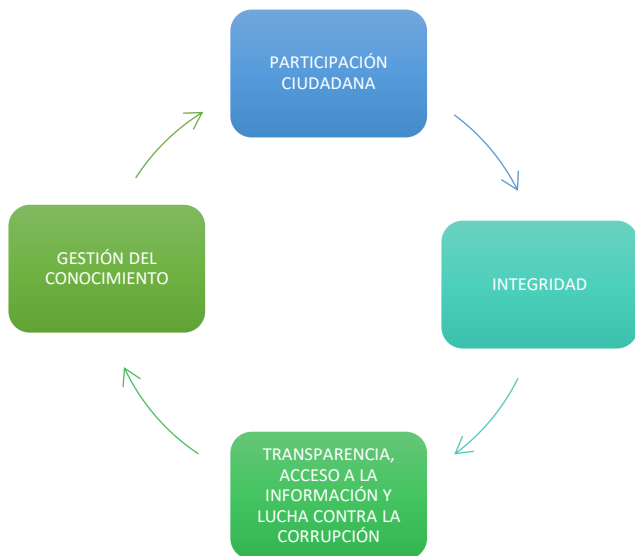 PARTICIPACIÓN
CIUDADANA
INTEGRIDAD
TRANSPARENCIA,
ACCESO A LA
INFORMACIÓN Y
LUCHA CONTRA LA
CORRUPCIÓN
GESTIÓN DEL
CONOCIMIENTO